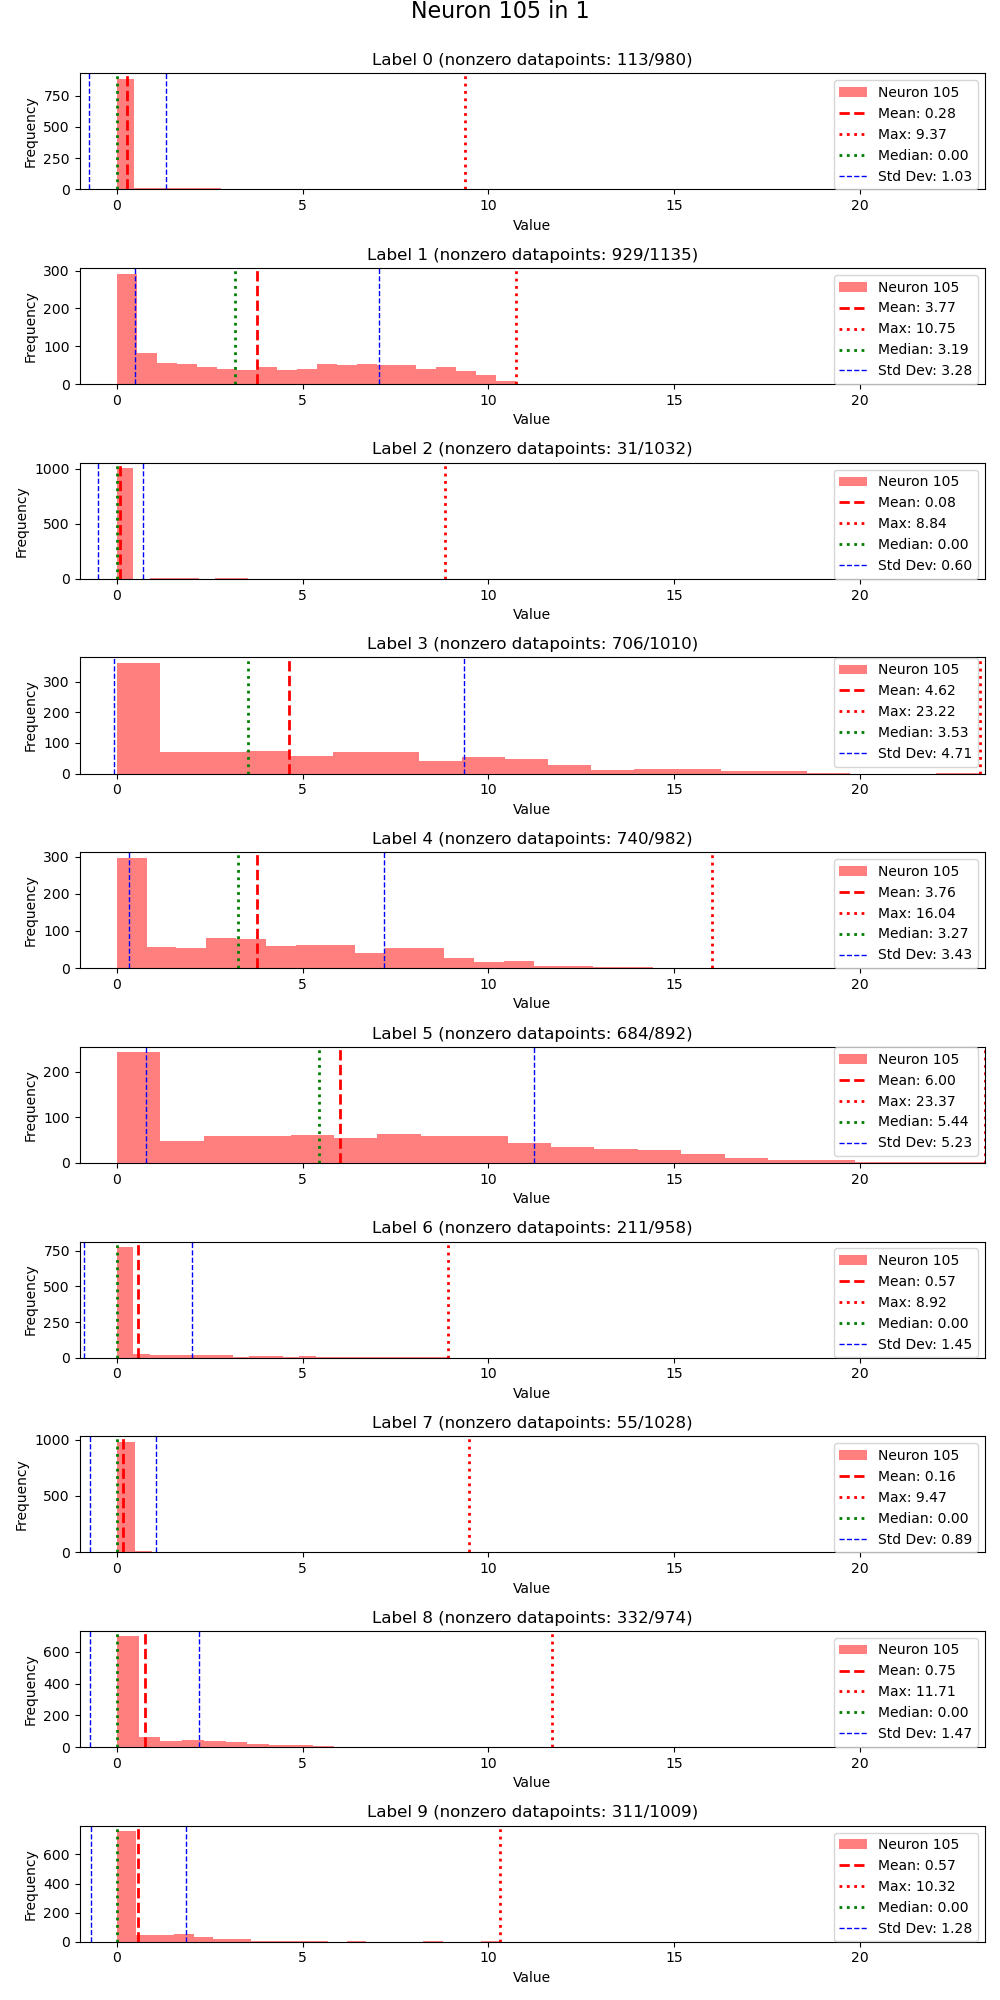 Neuron 105 in 1
Label 0 (nonzero datapoints: 113/980)
Frequency
750
500
250
0
Neuron 105
Mean: 0.28
Max: 9.37
Median: 0.00
Std Dev: 1.03
0 5 10 15 20
Value
Label 1 (nonzero datapoints: 929/1135)
Frequency
300
200
100
0
Neuron 105
Mean: 3.77
Max: 10.75
Median: 3.19
Std Dev: 3.28
0 5 10 15 20
Value
Label 2 (nonzero datapoints: 31/1032)
Frequency
1000
500
0
Neuron 105
Mean: 0.08
Max: 8.84
Median: 0.00
Std Dev: 0.60
0 5 10 15 20
Value
Label 3 (nonzero datapoints: 706/1010)
Frequency
300
200
100
0
Neuron 105
Mean: 4.62
Max: 23.22
Median: 3.53
Std Dev: 4.71
0 5 10 15 20
Value
Label 4 (nonzero datapoints: 740/982)
Frequency
300
200
100
0
Neuron 105
Mean: 3.76
Max: 16.04
Median: 3.27
Std Dev: 3.43
0 5 10 15 20
Value
Label 5 (nonzero datapoints: 684/892)
Frequency
200
100
0
Neuron 105
Mean: 6.00
Max: 23.37
Median: 5.44
Std Dev: 5.23
0 5 10 15 20
Value
Label 6 (nonzero datapoints: 211/958)
Frequency
750
500
250
0
Neuron 105
Mean: 0.57
Max: 8.92
Median: 0.00
Std Dev: 1.45
0 5 10 15 20
Value
Label 7 (nonzero datapoints: 55/1028)
Frequency
1000
500
0
Neuron 105
Mean: 0.16
Max: 9.47
Median: 0.00
Std Dev: 0.89
0 5 10 15 20
Value
Label 8 (nonzero datapoints: 332/974)
Frequency
600
400
200
0
Neuron 105
Mean: 0.75
Max: 11.71
Median: 0.00
Std Dev: 1.47
0 5 10 15 20
Value
Label 9 (nonzero datapoints: 311/1009)
Frequency
600
400
200
0
Neuron 105
Mean: 0.57
Max: 10.32
Median: 0.00
Std Dev: 1.28
0 5 10 15 20
Value